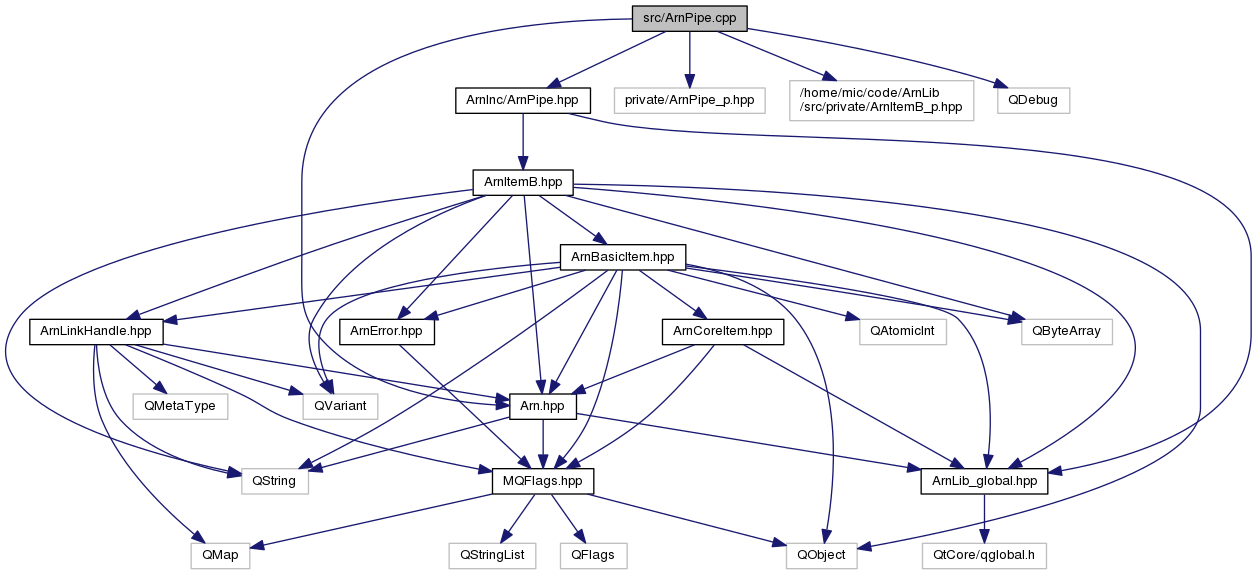 src/ArnPipe.cpp
ArnInc/ArnPipe.hpp
private/ArnPipe_p.hpp
/home/mic/code/ArnLib
/src/private/ArnItemB_p.hpp
QDebug
ArnItemB.hpp
ArnBasicItem.hpp
ArnLinkHandle.hpp
ArnError.hpp
ArnCoreItem.hpp
QAtomicInt
QByteArray
QMetaType
QVariant
Arn.hpp
QString
MQFlags.hpp
ArnLib_global.hpp
QMap
QStringList
QFlags
QObject
QtCore/qglobal.h